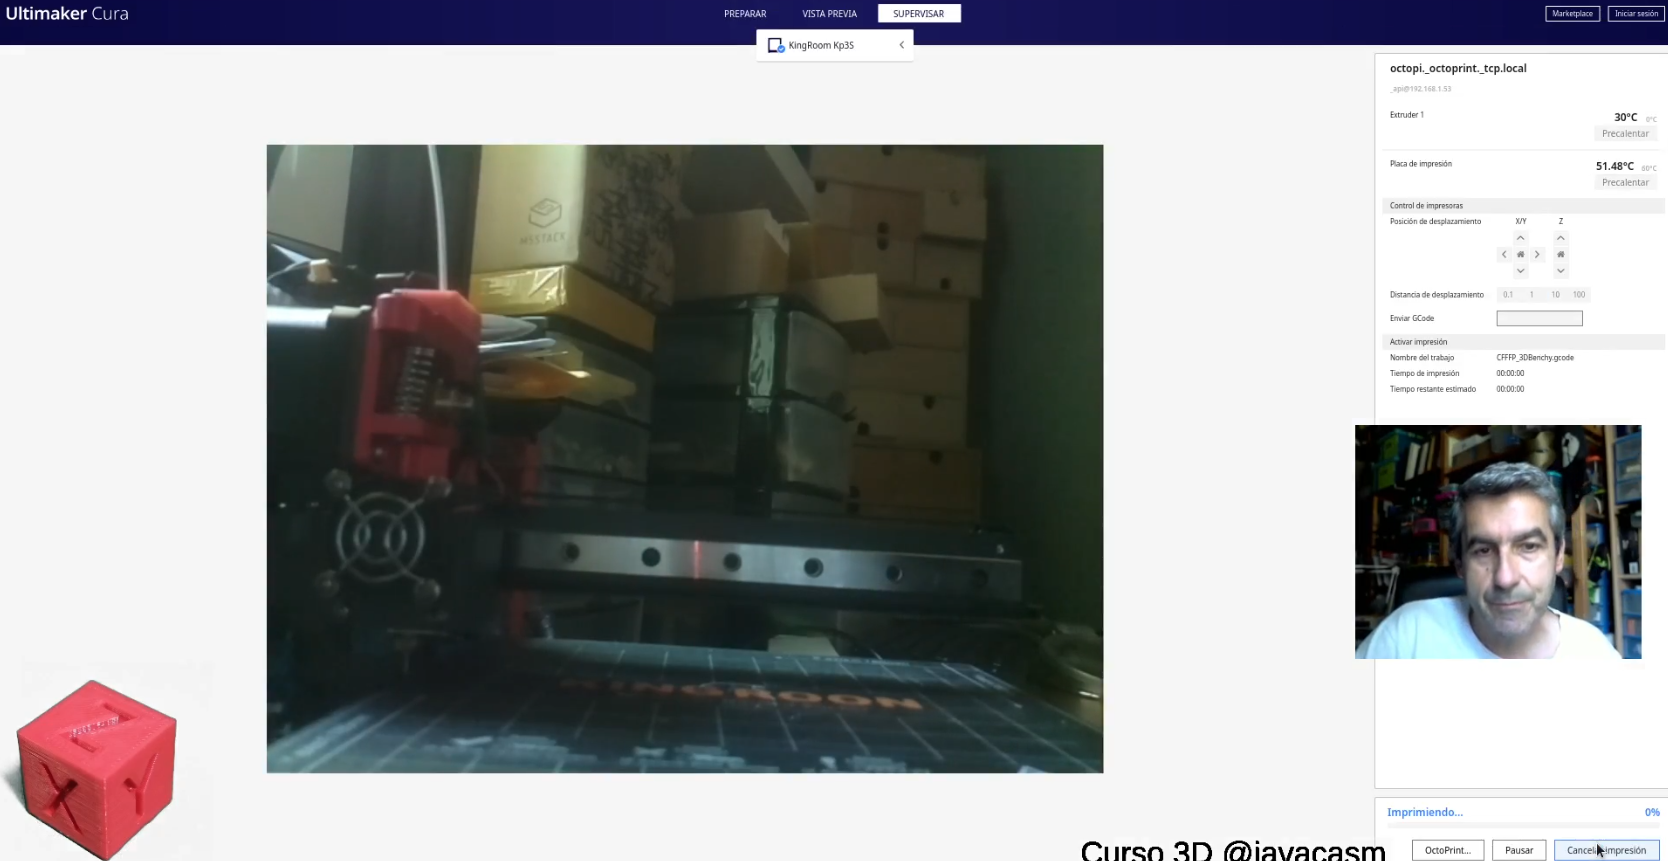 Ultimaker Cura
PREPARAR VISTA PREVIA SUPERVISAR
Marketplace Iniciar sesión
KingRoom Kp3S
octopi._octoprint._tcp.local
_api@192.168.1.53
Extruder 1 30°C 0°C
Precalentar
Placa de impresión 51.48°C 60°C
Precalentar
Control de impresoras
Posición de desplazamiento X/Y Z
Distancia de desplazamiento 0.1 1 10 100
Enviar GCode
Activar impresión
Nombre del trabajo CFFFP_3DBenchy.gcode
Tiempo de impresión 00:00:00
Tiempo restante estimado 00:00:00
M5STACK
KINGROON
Z
X Y
Imprimiendo... 0%
OctoPrint... Pausar Cancelar impresión
Curso 3D @javacasm